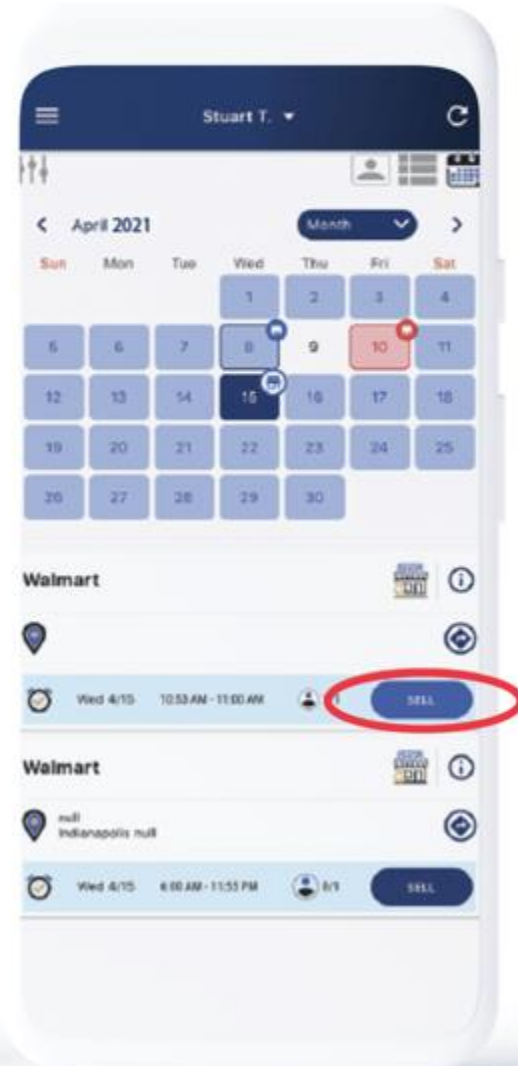 Stuart T.
April 2021 Month
Sun Mon Tue Wed Thu Fri Sat
1 2 3 4
5 6 7 8 9 10 11
12 13 14 15 16 17 18
19 20 21 22 23 24 25
26 27 28 29 30
Walmart
Wed 4/15 10:53 AM - 11:00 AM SELL
Walmart
null
Indianapolis null
Wed 4/15 6:00 AM - 11:55 PM 0/1 SELL